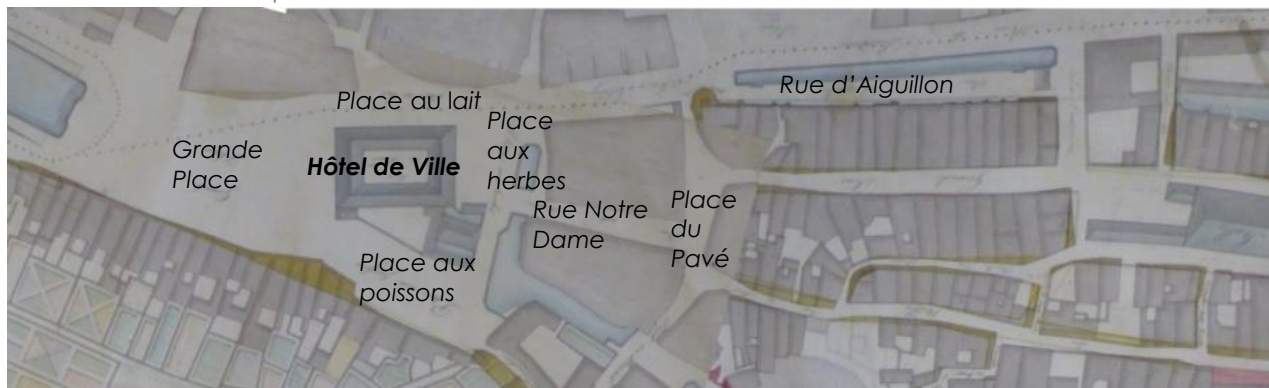 Place au lait
Rue d'Aiguillon
Grande
Place
Hôtel de Ville
Place
aux
herbes
Rue Notre
Dame
Place
du
Pavé
Place aux
poissons